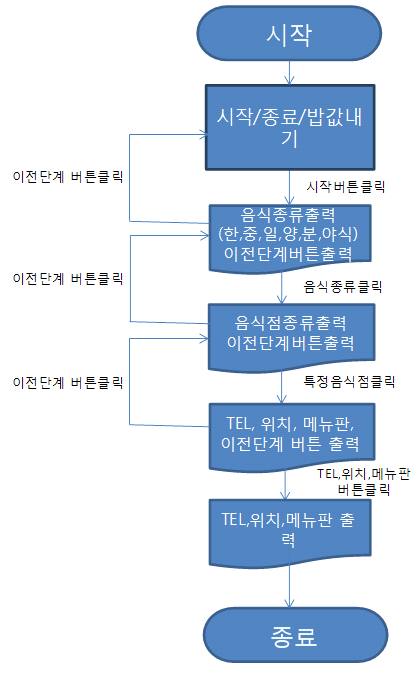 시작
시작/종료/밥값내
기
이전단계 버튼클릭
시작버튼클릭
음식종류출력
(한,중,일,양,분,야식)
이전단계버튼출력
이전단계 버튼클릭
음식종류클릭
음식점종류출력
이전단계버튼출력
이전단계 버튼클릭
특정음식점클릭
TEL, 위치, 메뉴판,
이전단계 버튼 출력
TEL,위치,메뉴판
버튼클릭
TEL,위치,메뉴판 출
력
종료